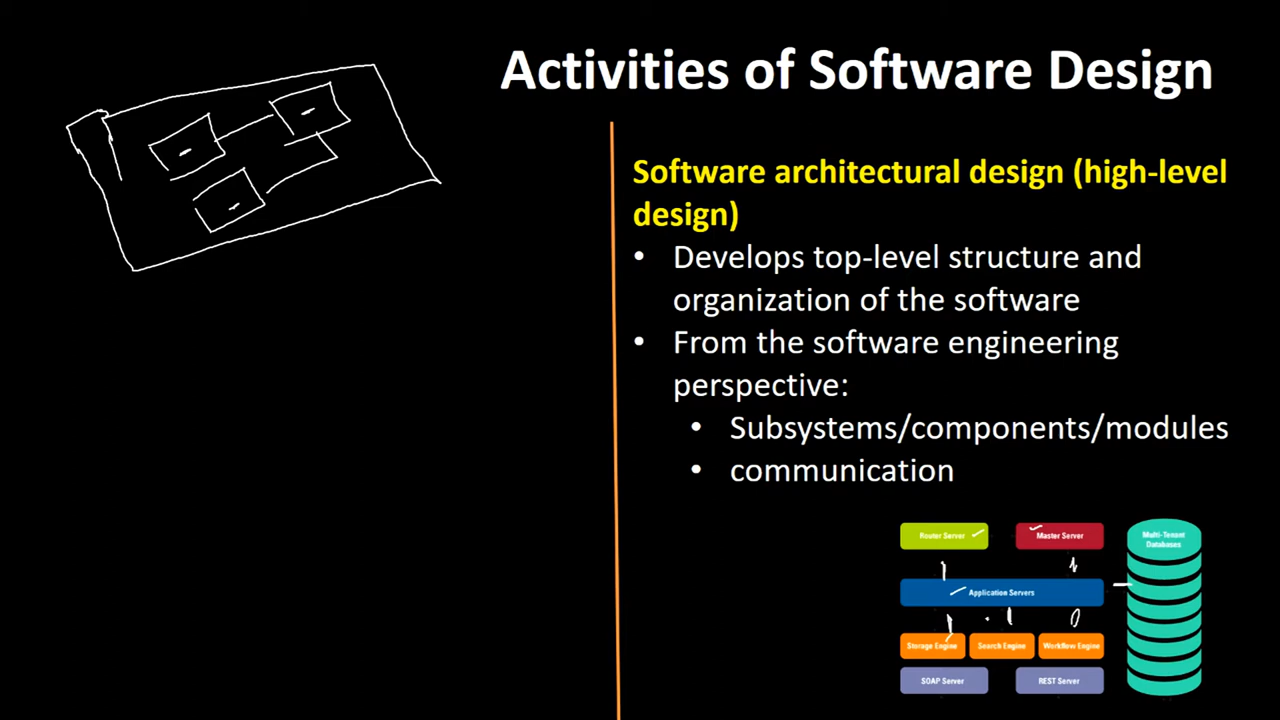 Activities of Software Design
Software architectural design (high-level
design)
• Develops top-level structure and
organization of the software
• From the software engineering
perspective:
• Subsystems/components/modules
• communication
Router Server
Master Server
Multi-Tenant
Databases
Application Servers
Storage Engine
Search Engine
Workflow Engine
SOAP Server
REST Server